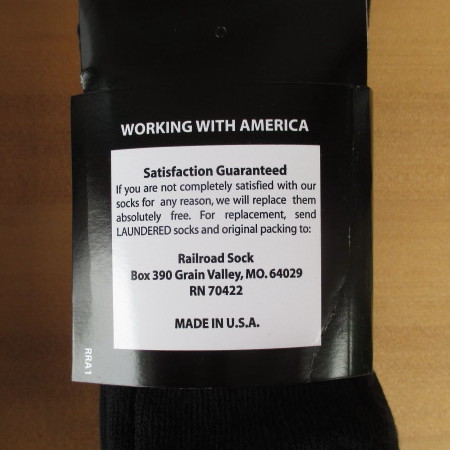 WORKING WITH AMERICA
Satisfaction Guaranteed
If you are not completely satisfied with our
socks for any reason, we will replace them
absolutely free. For replacement, send
LAUNDERED socks and original packing to:
Railroad Sock
Box 390 Grain Valley, MO. 64029
RN 70422
MADE IN U.S.A.
RRA1